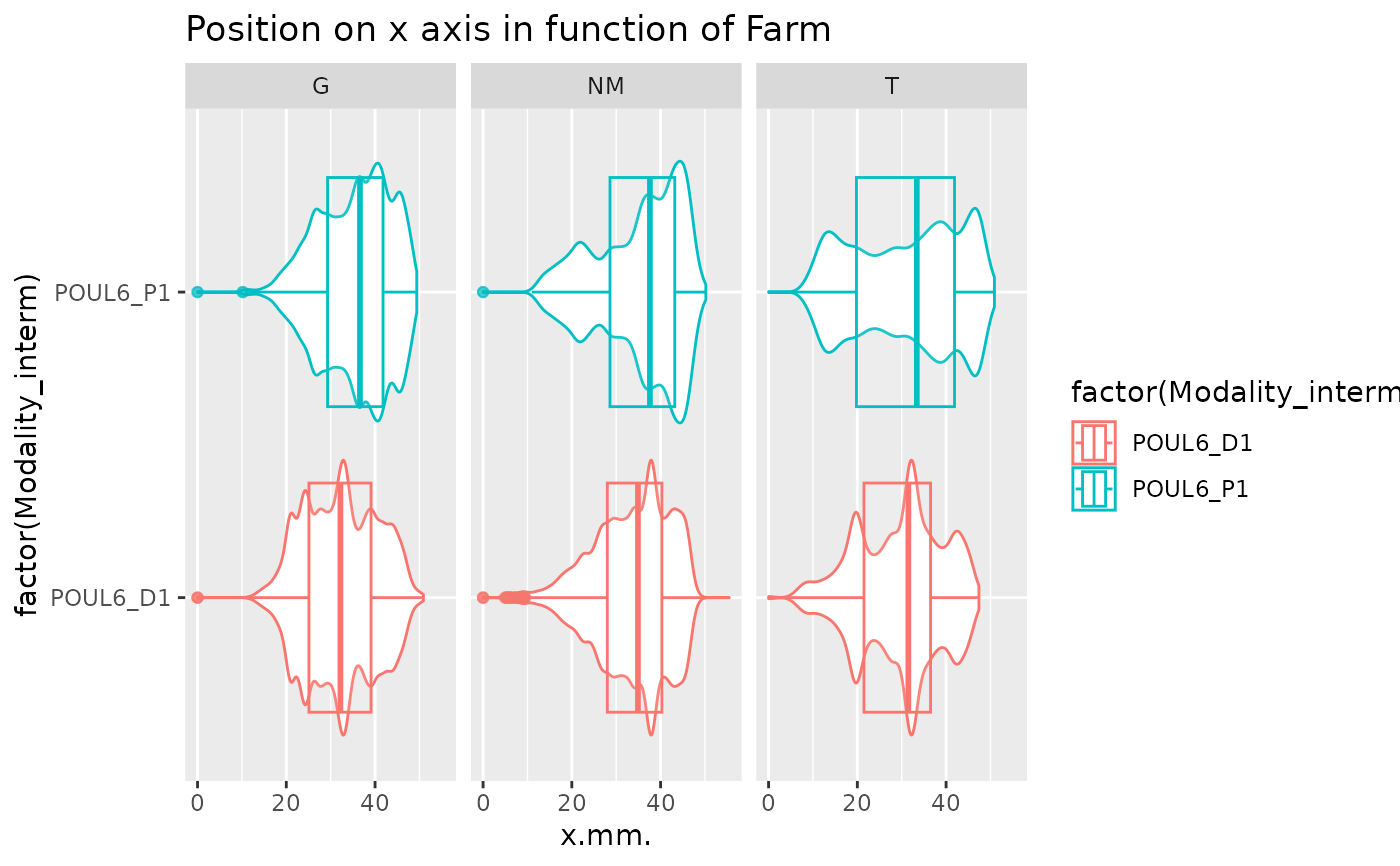 Position on x axis in function of Farm
G NM T
factor(Modality_interm)
POUL6_P1
POUL6_D1
0 20 40 0 20 40 0 20 40
x.mm.
factor(Modality_interm
POUL6_D1
POUL6_P1